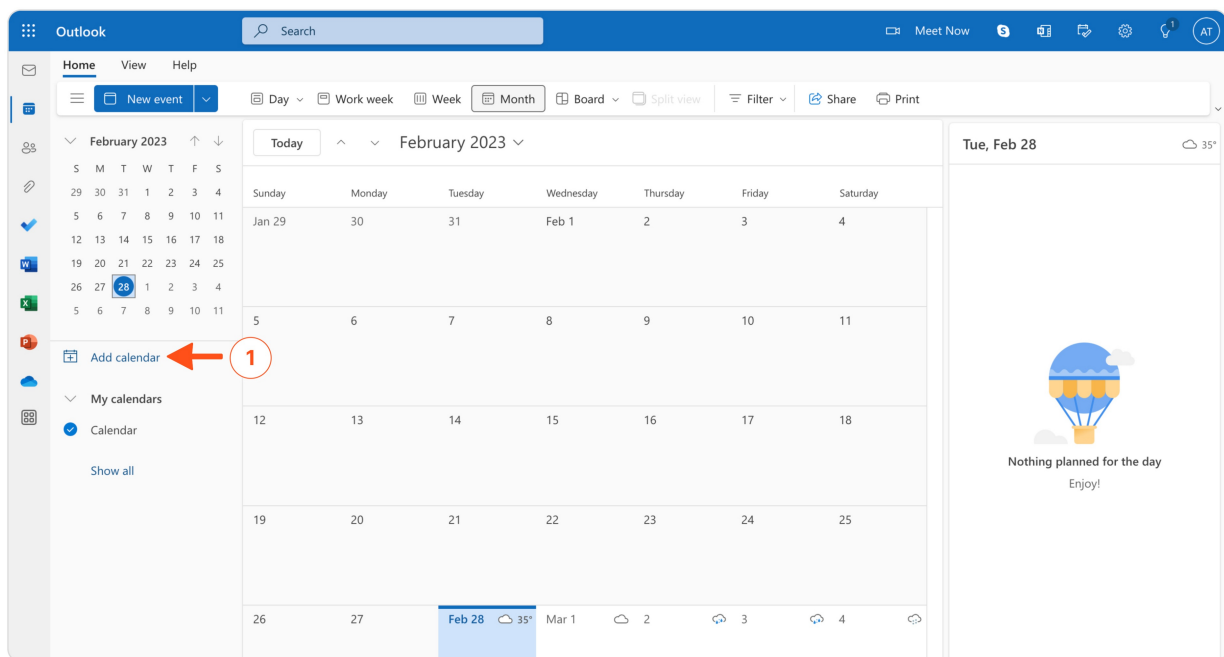 Outlook
Search
Meet Now
1
AT
Home View Help
New event
Day Work week Week Month Board Split view Filter Share Print
February 2023
S M T W T F S
29 30 31 1 2 3 4
5 6 7 8 9 10 11
12 13 14 15 16 17 18
19 20 21 22 23 24 25
26 27 28 1 2 3 4
5 6 7 8 9 10 11
Add calendar
1
My calendars
Calendar
Show all
Today February 2023
Sunday Monday Tuesday Wednesday Thursday Friday Saturday
Jan 29 30 31 Feb 1 2 3 4
5 6 7 8 9 10 11
12 13 14 15 16 17 18
19 20 21 22 23 24 25
26 27 Feb 28 35° Mar 1 2 3 4
Tue, Feb 28 35°
Nothing planned for the day
Enjoy!